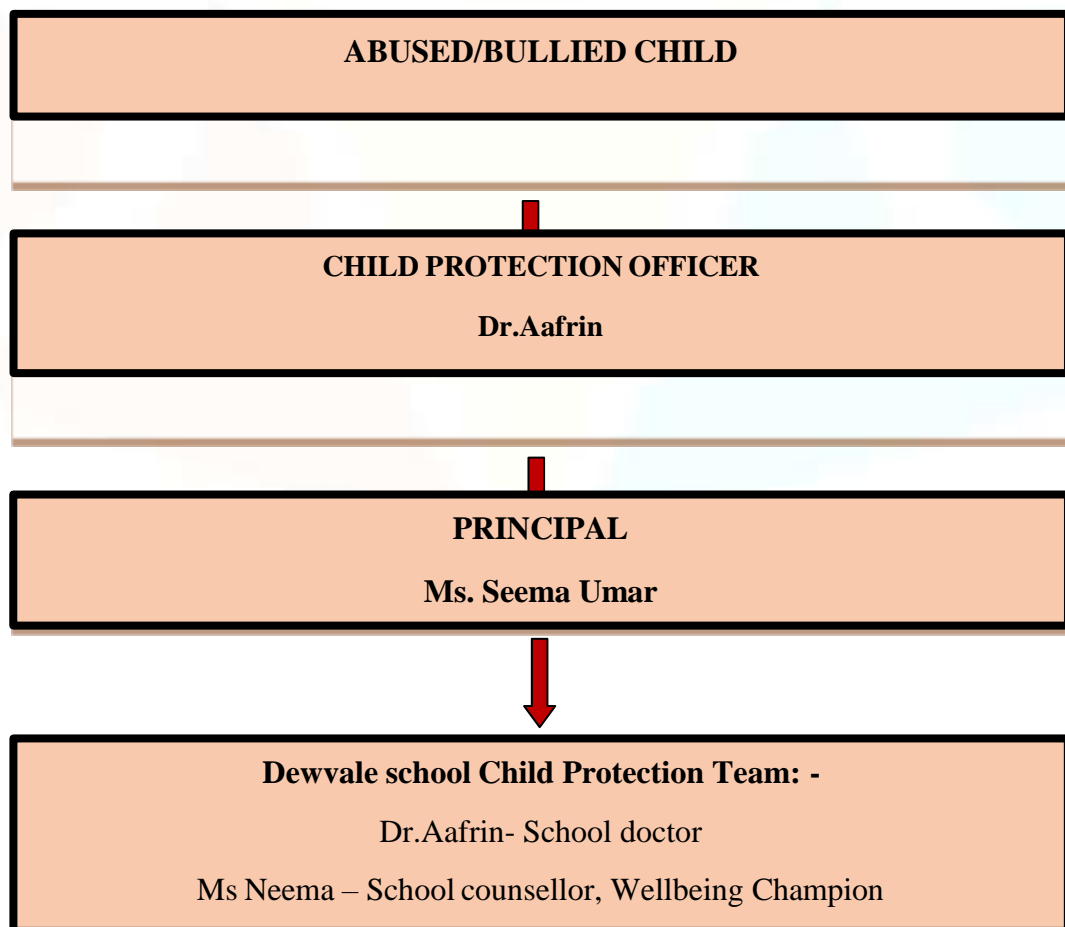 ABUSED/BULLIED CHILD
CHILD PROTECTION OFFICER
Dr.Aafrin
PRINCIPAL
Ms. Seema Umar
Dewvale school Child Protection Team: -
Dr.Aafrin- School doctor
Ms Neema – School counsellor, Wellbeing Champion